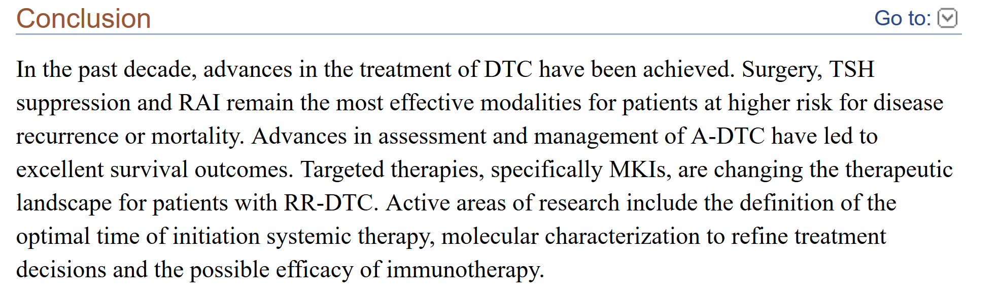 Conclusion
Go to:
In the past decade, advances in the treatment of DTC have been achieved. Surgery, TSH
suppression and RAI remain the most effective modalities for patients at higher risk for disease
recurrence or mortality. Advances in assessment and management of A-DTC have led to
excellent survival outcomes. Targeted therapies, specifically MKIs, are changing the therapeutic
landscape for patients with RR-DTC. Active areas of research include the definition of the
optimal time of initiation systemic therapy, molecular characterization to refine treatment
decisions and the possible efficacy of immunotherapy.